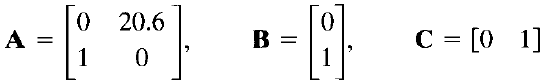 A = [0 20.6; 1 0], B = [0; 1], C = [0 1]